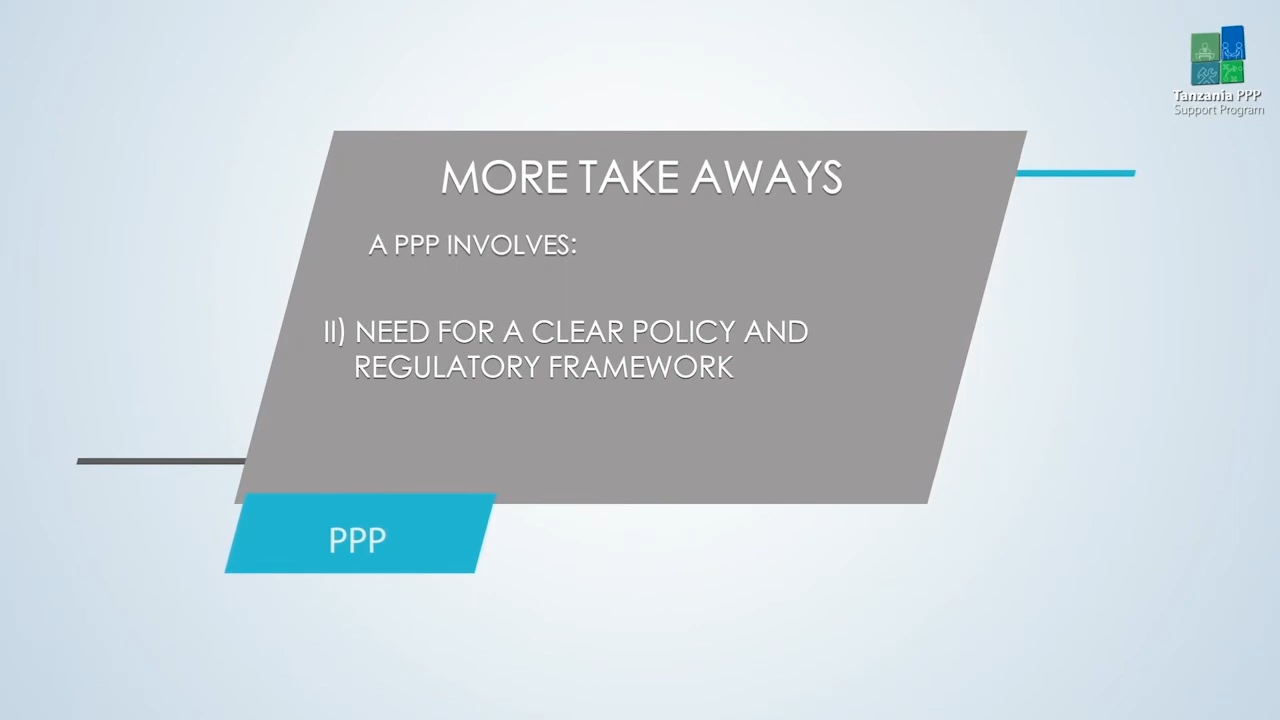 Tanzania PPP
Support Program
MORE TAKE AWAYS
A PPP INVOLVES:
II) NEED FOR A CLEAR POLICY AND
REGULATORY FRAMEWORK
PPP